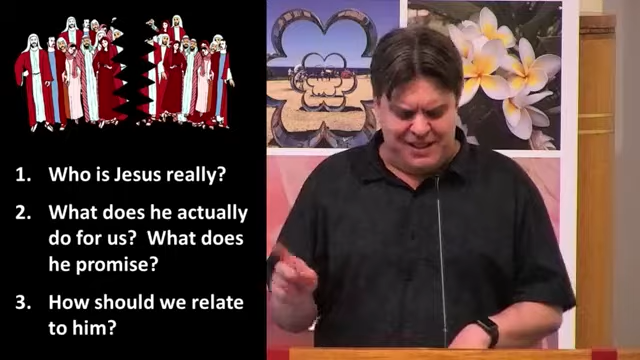 1. Who is Jesus really?
2. What does he actually
do for us? What does
he promise?
3. How should we relate
to him?